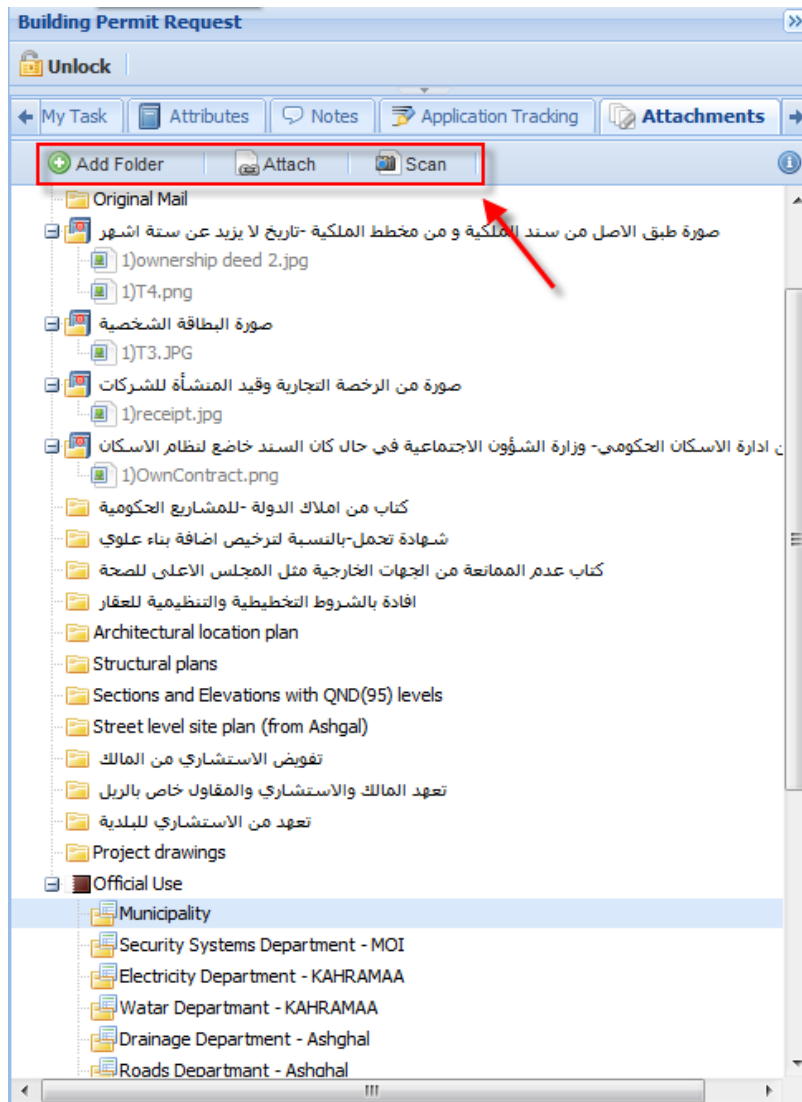 Building Permit Request
Unlock
My Task Attributes Notes Application Tracking Attachments
Add Folder Attach Scan
Original Mail
صورة طبق الاصل من سند الملكية و من مخطط الملكية -تاريخ لا يزيد عن ستة اشهر
1)ownership deed 2.jpg
1)T4.png
صورة البطاقة الشخصية
1)T3.JPG
صورة من الرخصة التجارية وقيد المنشأة للشركات
1)receipt.jpg
ن ادارة الاسكان الحكومي- وزارة الشؤون الاجتماعية في حال كان السند خاضع لنظام الاسكان
1)OwnContract.png
كتاب من املاك الدولة -للمشاريع الحكومية
شهادة تحمل-بالنسبة لترخيص اضافة بناء علوي
كتاب عدم الممانعة من الجهات الخارجية مثل المجلس الاعلى للصحة
افادة بالشروط التخطيطية والتنظيمية للعقار
Architectural location plan
Structural plans
Sections and Elevations with QND(95) levels
Street level site plan (from Ashgal)
تفويض الاستشاري من المالك
تعهد المالك والاستشاري والمقاول خاص بالريل
تعهد من الاستشاري للبلدية
Project drawings
Official Use
Municipality
Security Systems Department - MOI
Electricity Department - KAHRAMAA
Watar Departmant - KAHRAMAA
Drainage Department - Ashghal
Roads Departmant - Ashghal